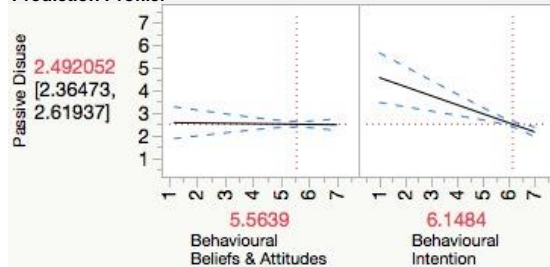 Passive Disuse
2.492052
[2.36473,
2.61937]
7
6
5
4
3
2
1
1 2 3 4 5 6 7
1 2 3 4 5 6 7
5.5639
Behavioural
Beliefs & Attitudes
6.1484
Behavioural
Intention